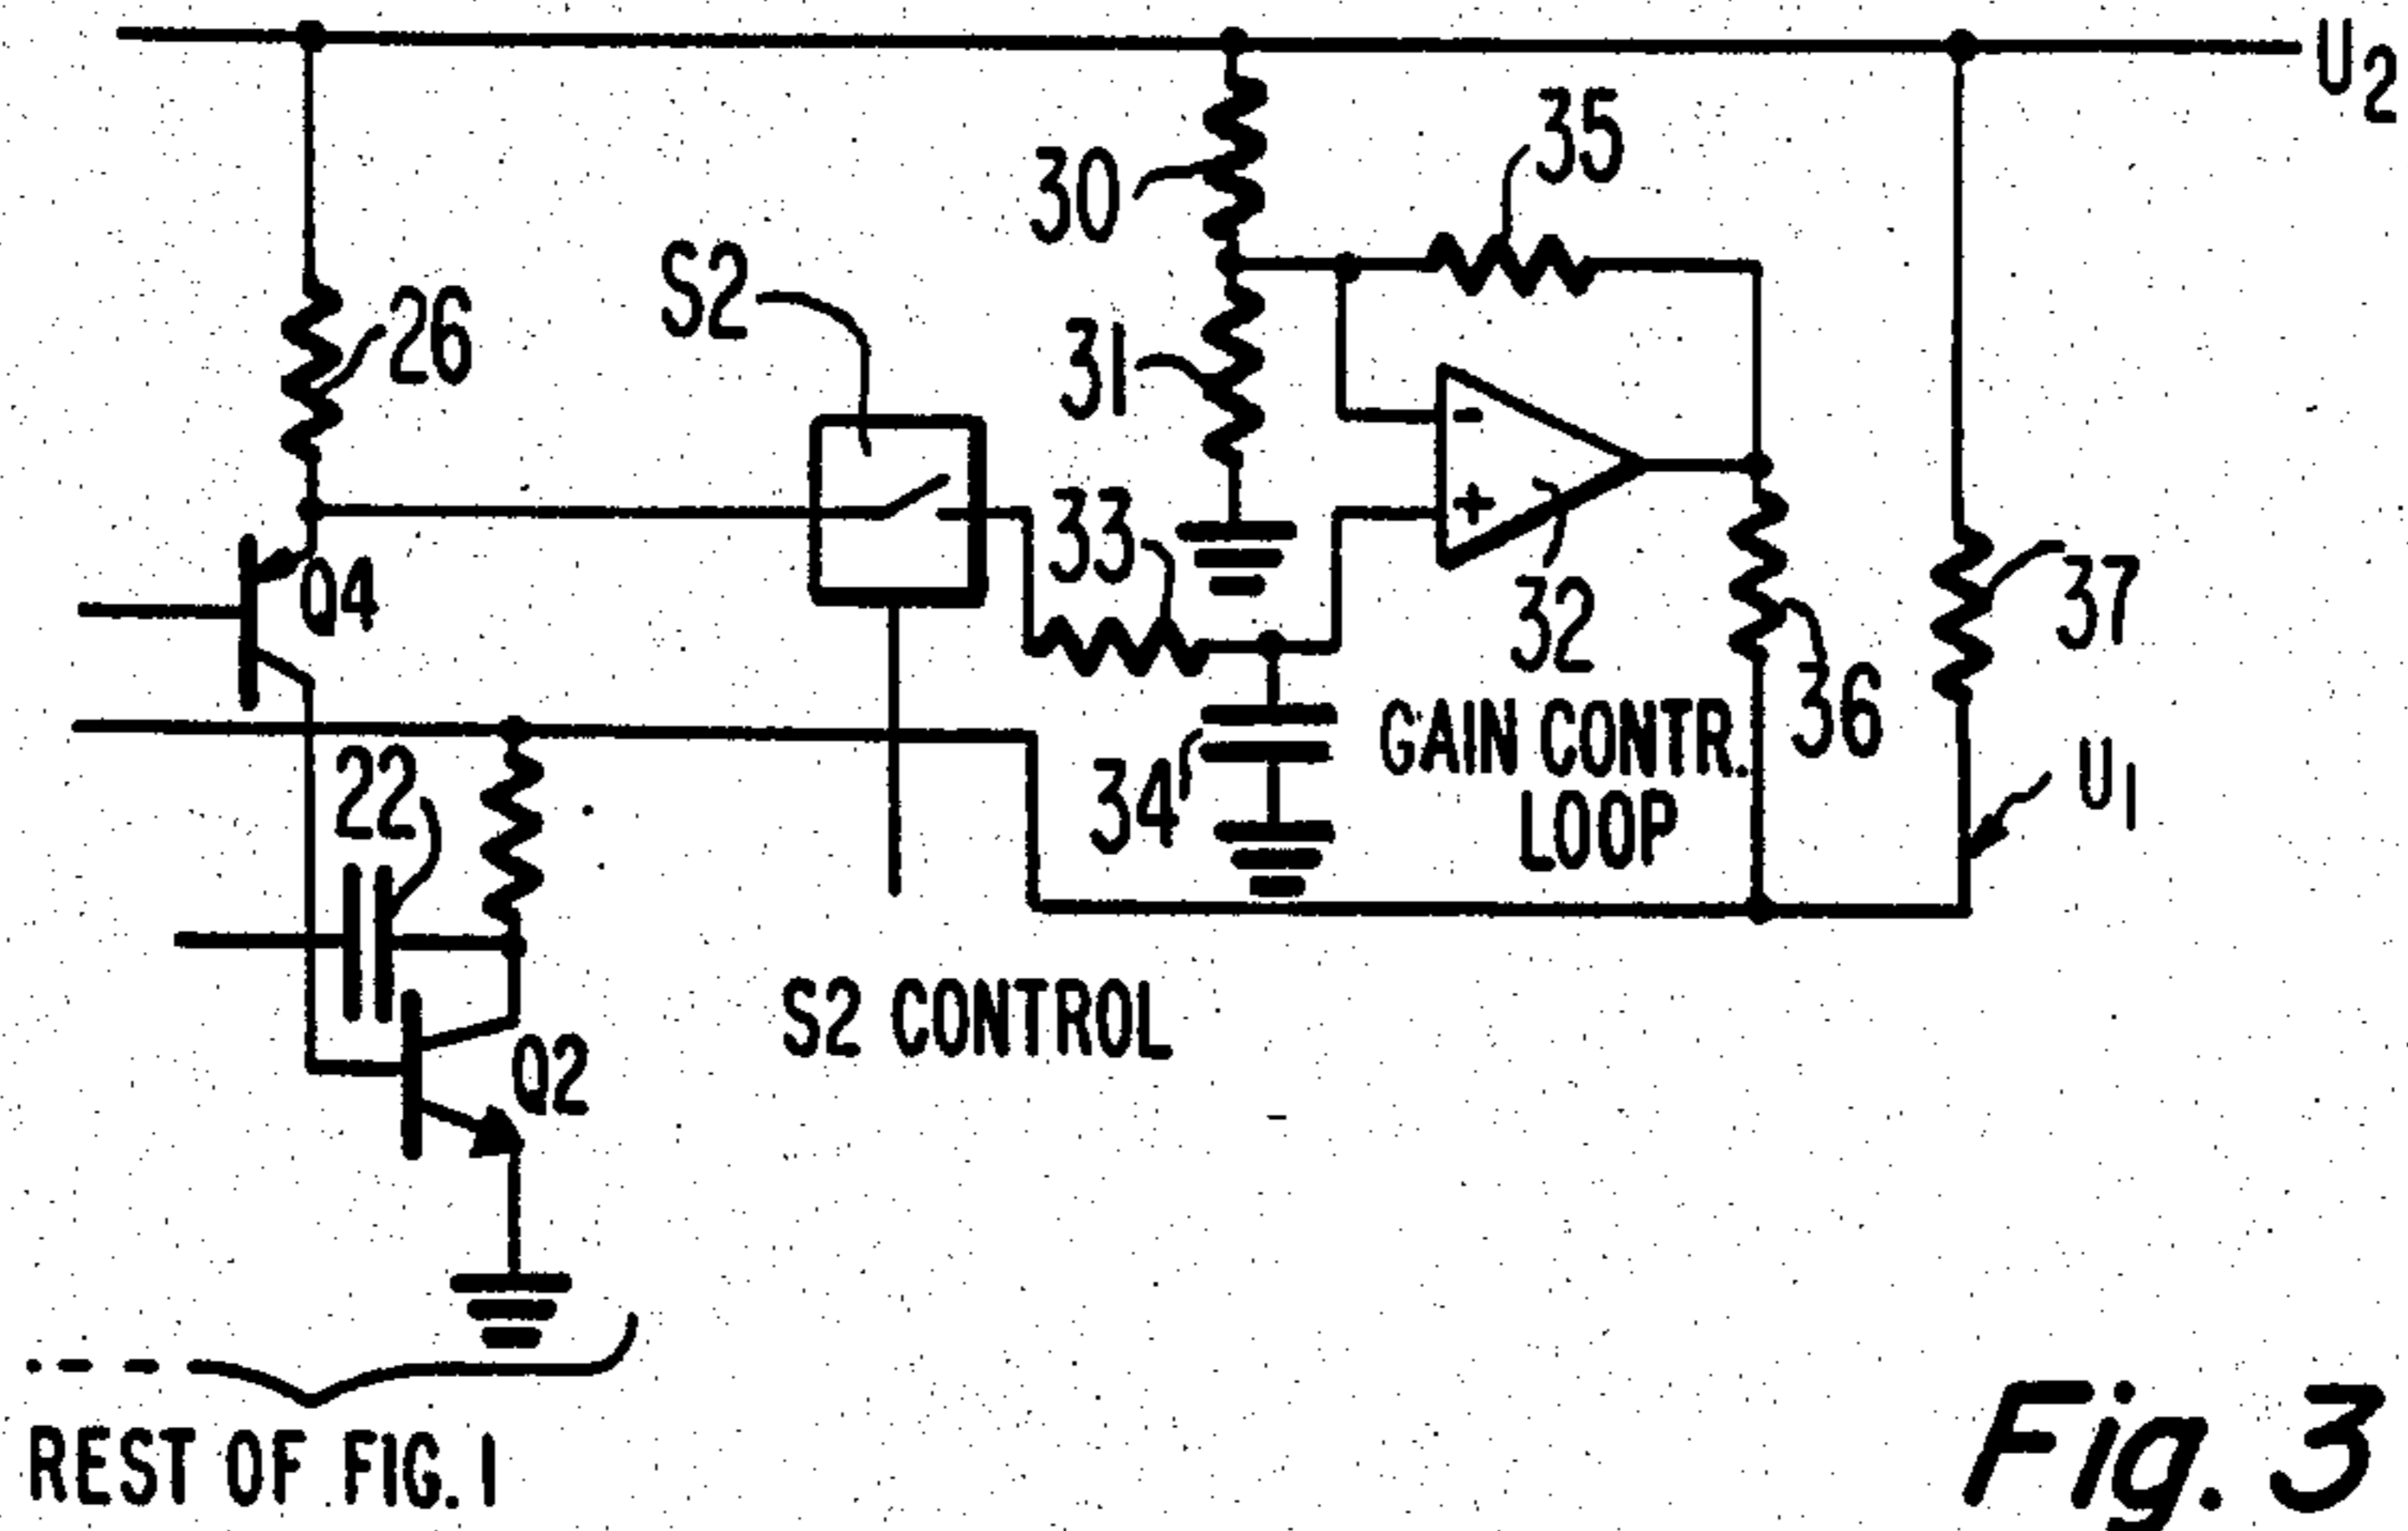 U2
35
30
S2
26
31
33
Q4
32
37
36
22
34
GAIN CONTR.
LOOP
U1
S2 CONTROL
Q2
REST OF FIG. 1
Fig. 3
- +